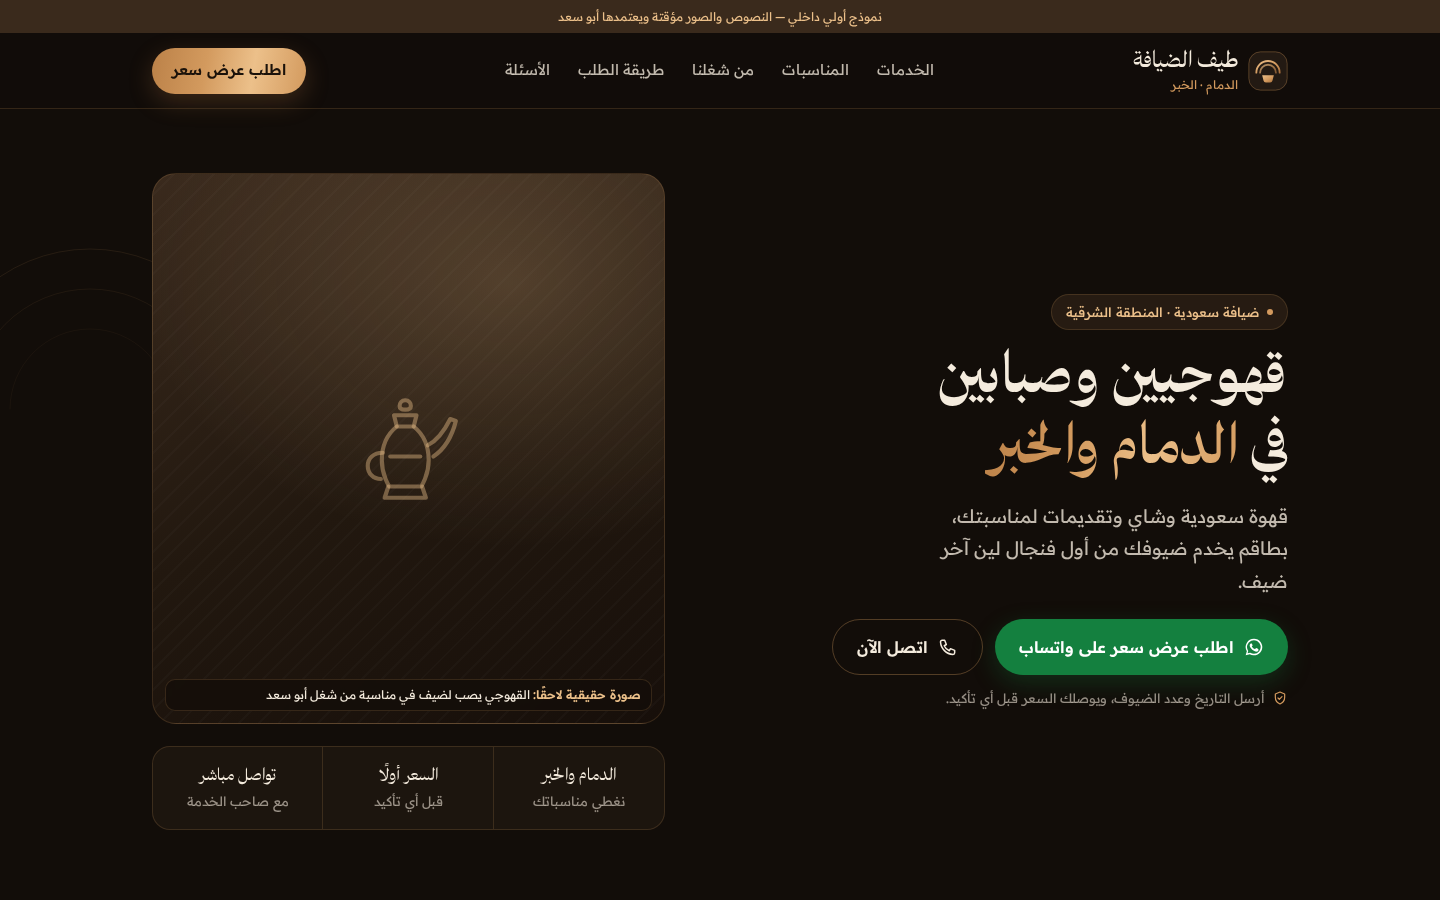 نموذج أولي داخلي — النصوص والصور مؤقتة ويعتمدها أبو سعد
طيف الضيافة
الدمام · الخبر
الخدمات
المناسبات
من شغلنا
طريقة الطلب
الأسئلة
اطلب عرض سعر
ضيافة سعودية · المنطقة الشرقية
قهوجيين وصبابين
في الدمام والخبر
قهوة سعودية وشاي وتقديمات لمناسبتك،
بطاقم يخدم ضيوفك من أول فنجال لين آخر
ضيف.
اطلب عرض سعر على واتساب
اتصل الآن
أرسل التاريخ وعدد الضيوف، ويوصلك السعر قبل أي تأكيد.
صورة حقيقية لاحقًا: القهوجي يصب لضيف في مناسبة من شغل أبو سعد
الدمام والخبر
نغطي مناسباتك
السعر أولًا
قبل أي تأكيد
تواصل مباشر
مع صاحب الخدمة